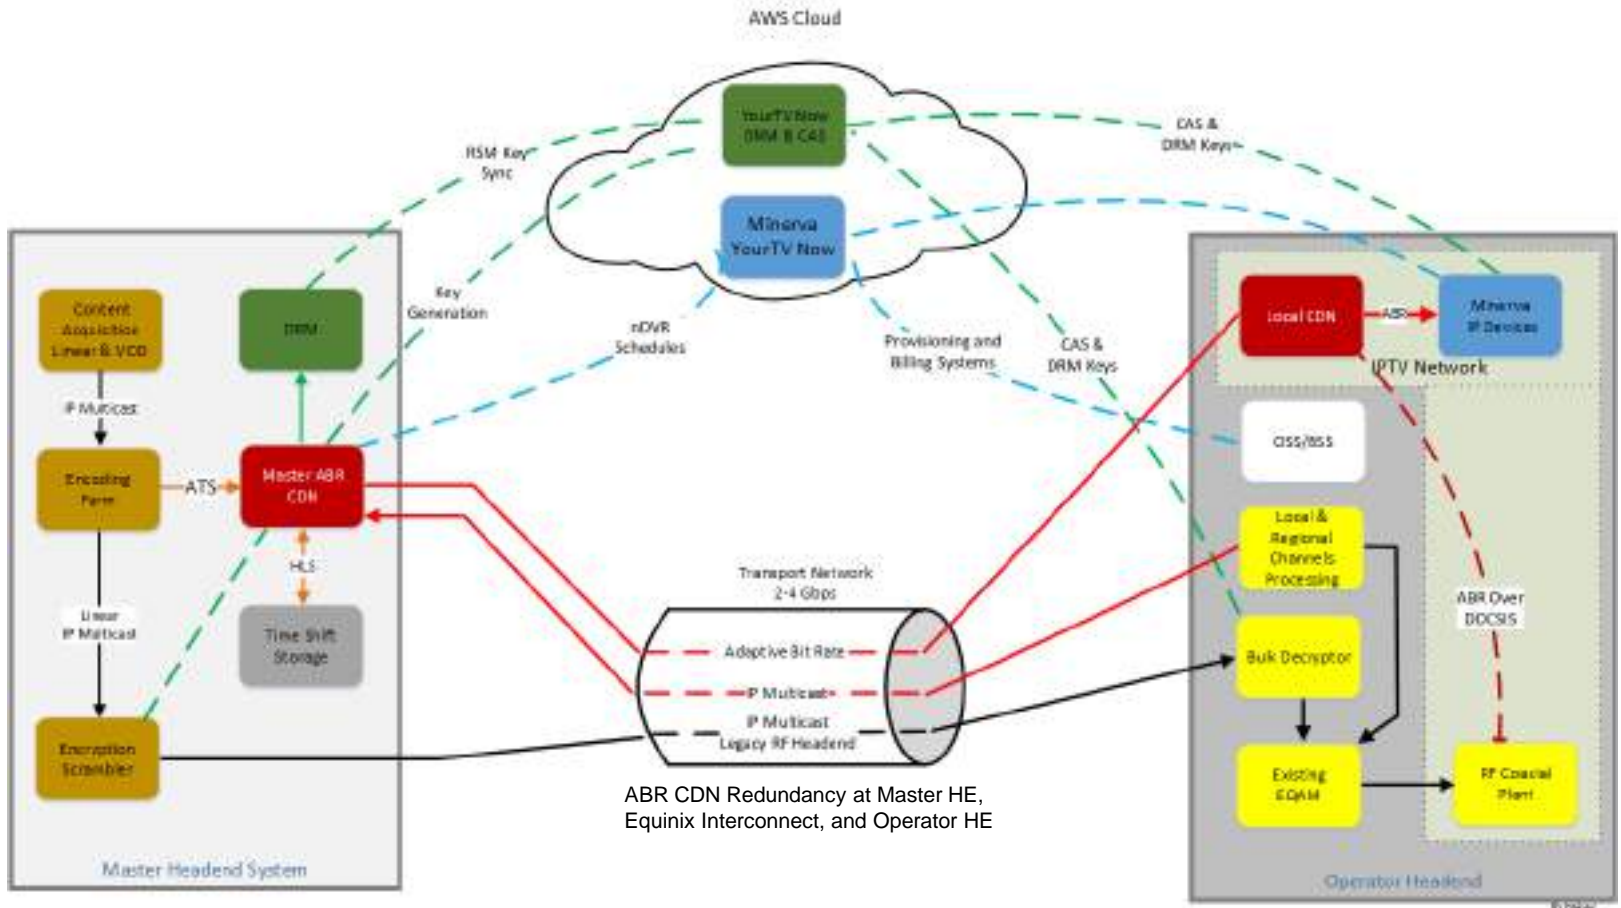 AWS Cloud
YourTV Now
DRM & CAS
Minerva
YourTV Now
RSM Key
Sync
Key
Generation
nDVR
Schedules
CAS &
DRM Keys
Provisioning and
Billing Systems
CAS &
DRM Keys
Content
Acquisition
Linear & VOD
DRM
IP Multicast
Encoding
Farm
ATS
Master ABR
CDN
HLS
Linear
IP Multicast
Time Shift
Storage
Encryption
Scrambler
Master Headend System
Transport Network
2-4 Gbps
Adaptive Bit Rate
IP Multicast
IP Multicast
Legacy RF Headend
ABR CDN Redundancy at Master HE,
Equinix Interconnect, and Operator HE
Local CDN
ABR
Minerva
IP Devices
IPTV Network
OSS/BSS
Local &
Regional
Channels
Processing
ABR Over
DOCSIS
Bulk Decryptor
Existing
EQAM
RF Coaxial
Plant
Operator Headend